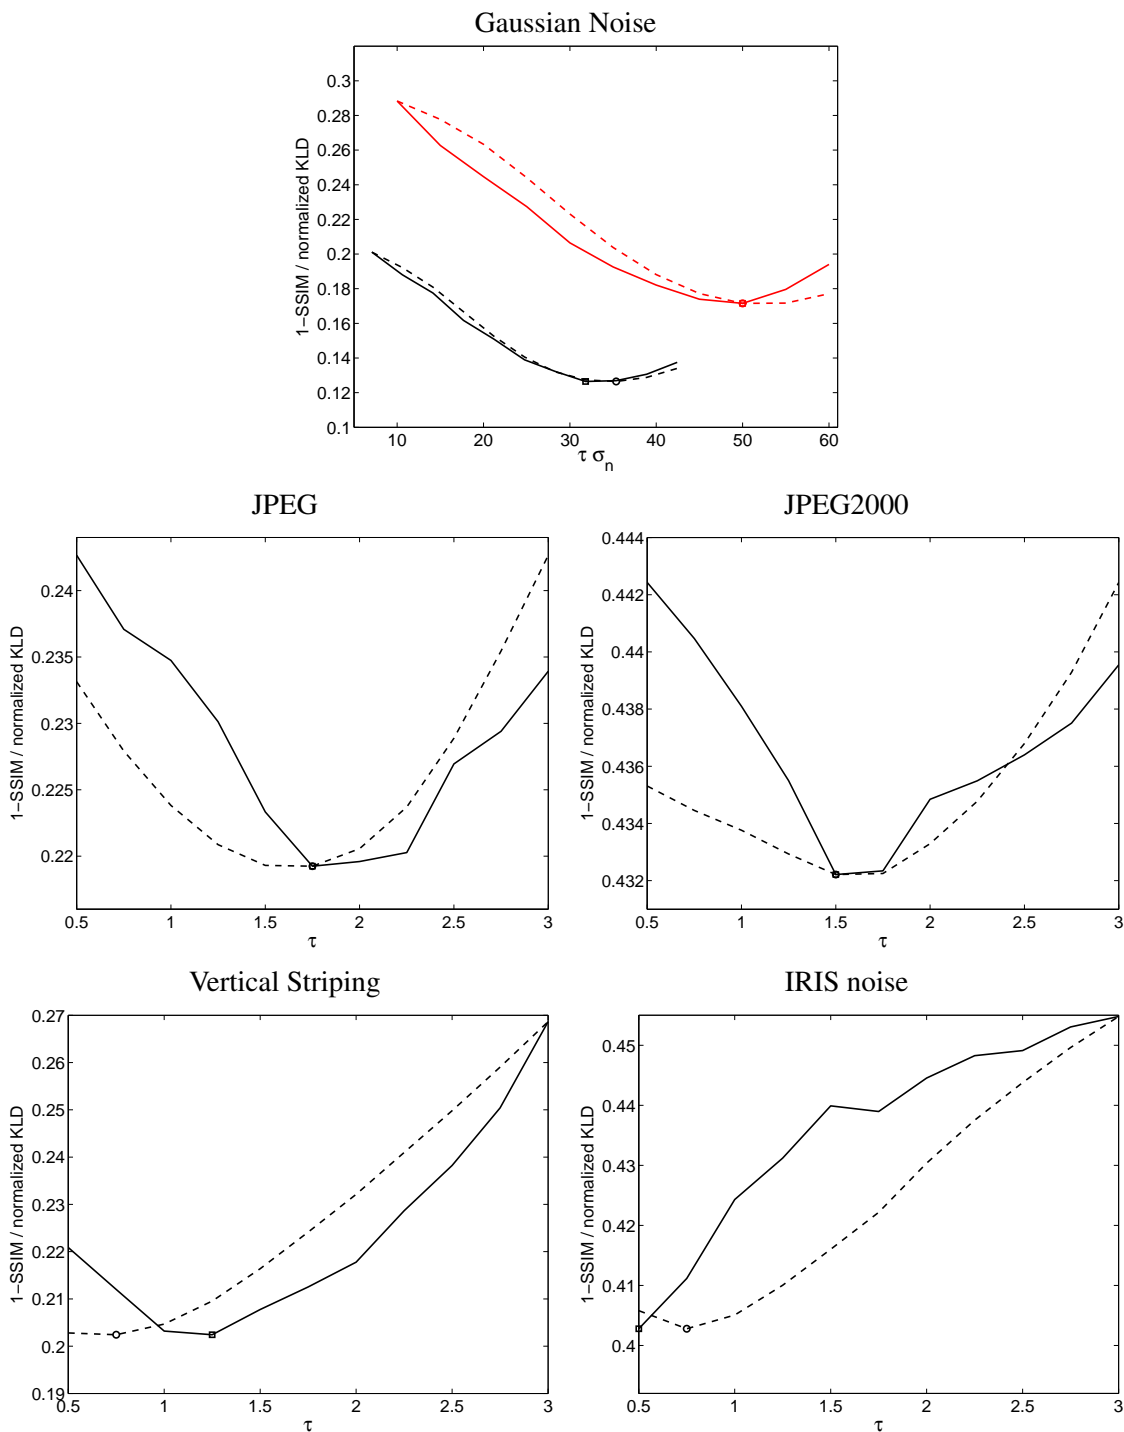 Gaussian Noise
1−SSIM / normalized KLD
0.3
0.28
0.26
0.24
0.22
0.2
0.18
0.16
0.14
0.12
0.1
10 20 30 40 50 60
τ σn
JPEG
1−SSIM / normalized KLD
0.24
0.235
0.23
0.225
0.22
0.5 1 1.5 2 2.5 3
τ
JPEG2000
1−SSIM / normalized KLD
0.444
0.442
0.44
0.438
0.436
0.434
0.432
0.5 1 1.5 2 2.5 3
τ
Vertical Striping
1−SSIM / normalized KLD
0.27
0.26
0.25
0.24
0.23
0.22
0.21
0.2
0.19
0.5 1 1.5 2 2.5 3
τ
IRIS noise
1−SSIM / normalized KLD
0.45
0.44
0.43
0.42
0.41
0.4
0.5 1 1.5 2 2.5 3
τ